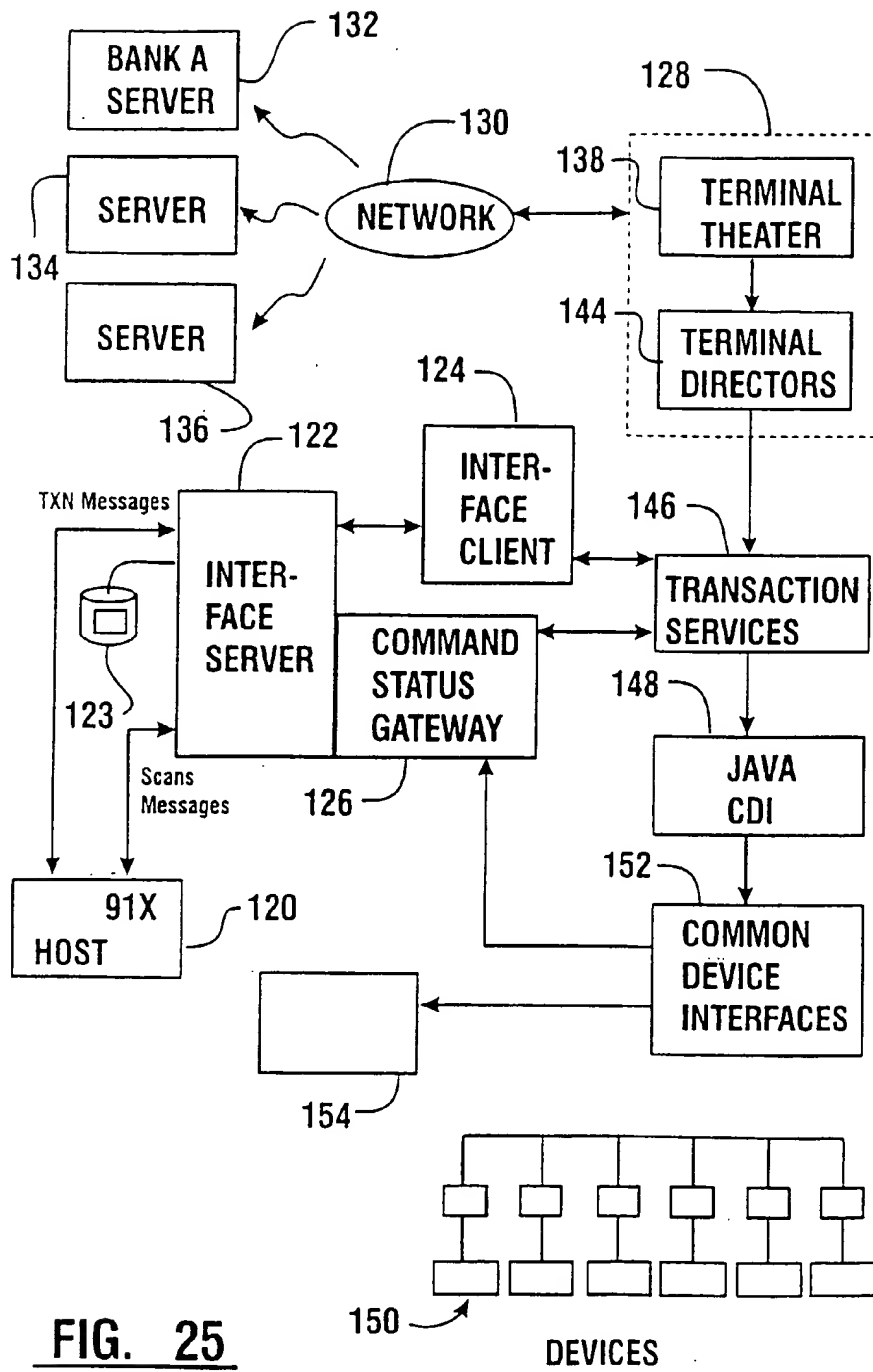 132
BANK A
SERVER
128
130
138
TERMINAL
THEATER
SERVER
NETWORK
134
144
TERMINAL
DIRECTORS
SERVER
124
136
122
INTER-
FACE
CLIENT
TXN Messages
146
INTER-
FACE
SERVER
TRANSACTION
SERVICES
COMMAND
STATUS
GATEWAY
123
148
Scans
Messages
126
JAVA
CDI
152
91X
HOST
120
COMMON
DEVICE
INTERFACES
154
150
DEVICES
FIG. 25